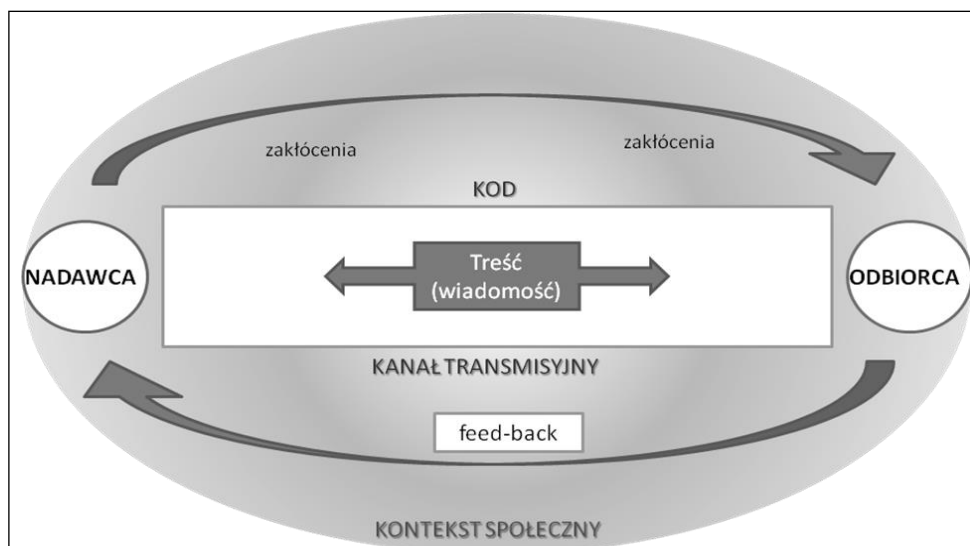 zakłócenia
zakłócenia
KOD
NADAWCA
Treść
(wiadomość)
ODBIORCA
KANAŁ TRANSMISYJNY
feed-back
KONTEKST SPOŁECZNY